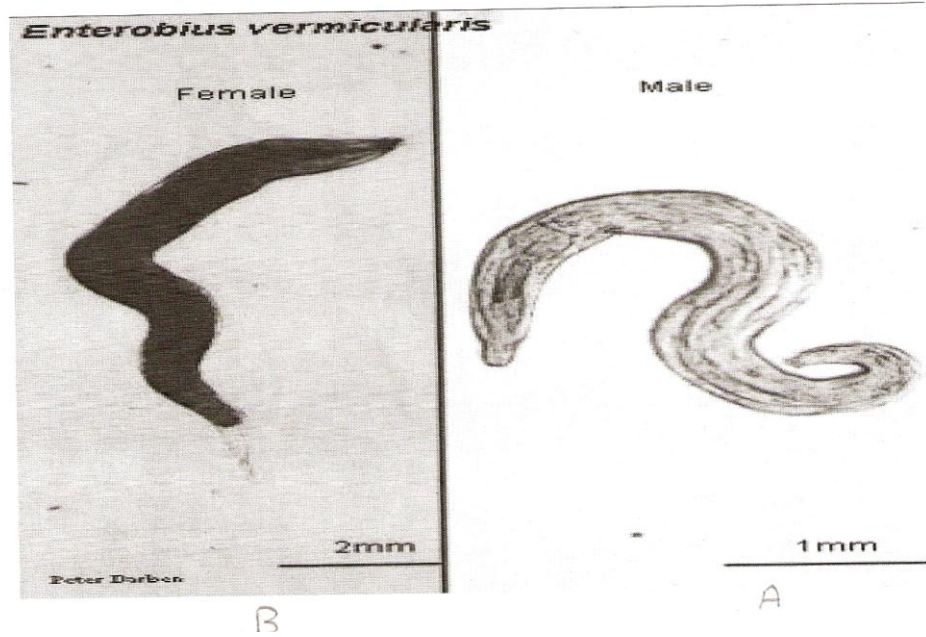 Enterobius vermicularis
Female
Male
2mm
1mm
Peter Darben
B
A